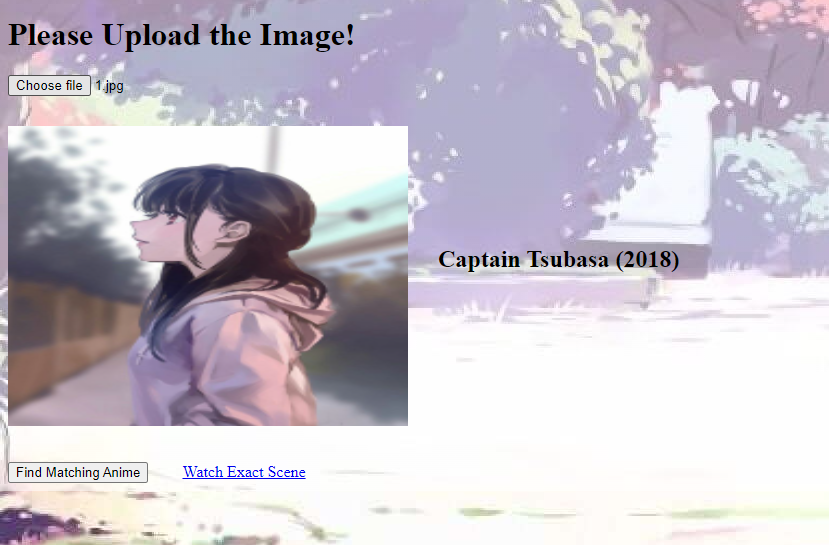 Please Upload the Image!
Choose file 1.jpg
Captain Tsubasa (2018)
Find Matching Anime Watch Exact Scene